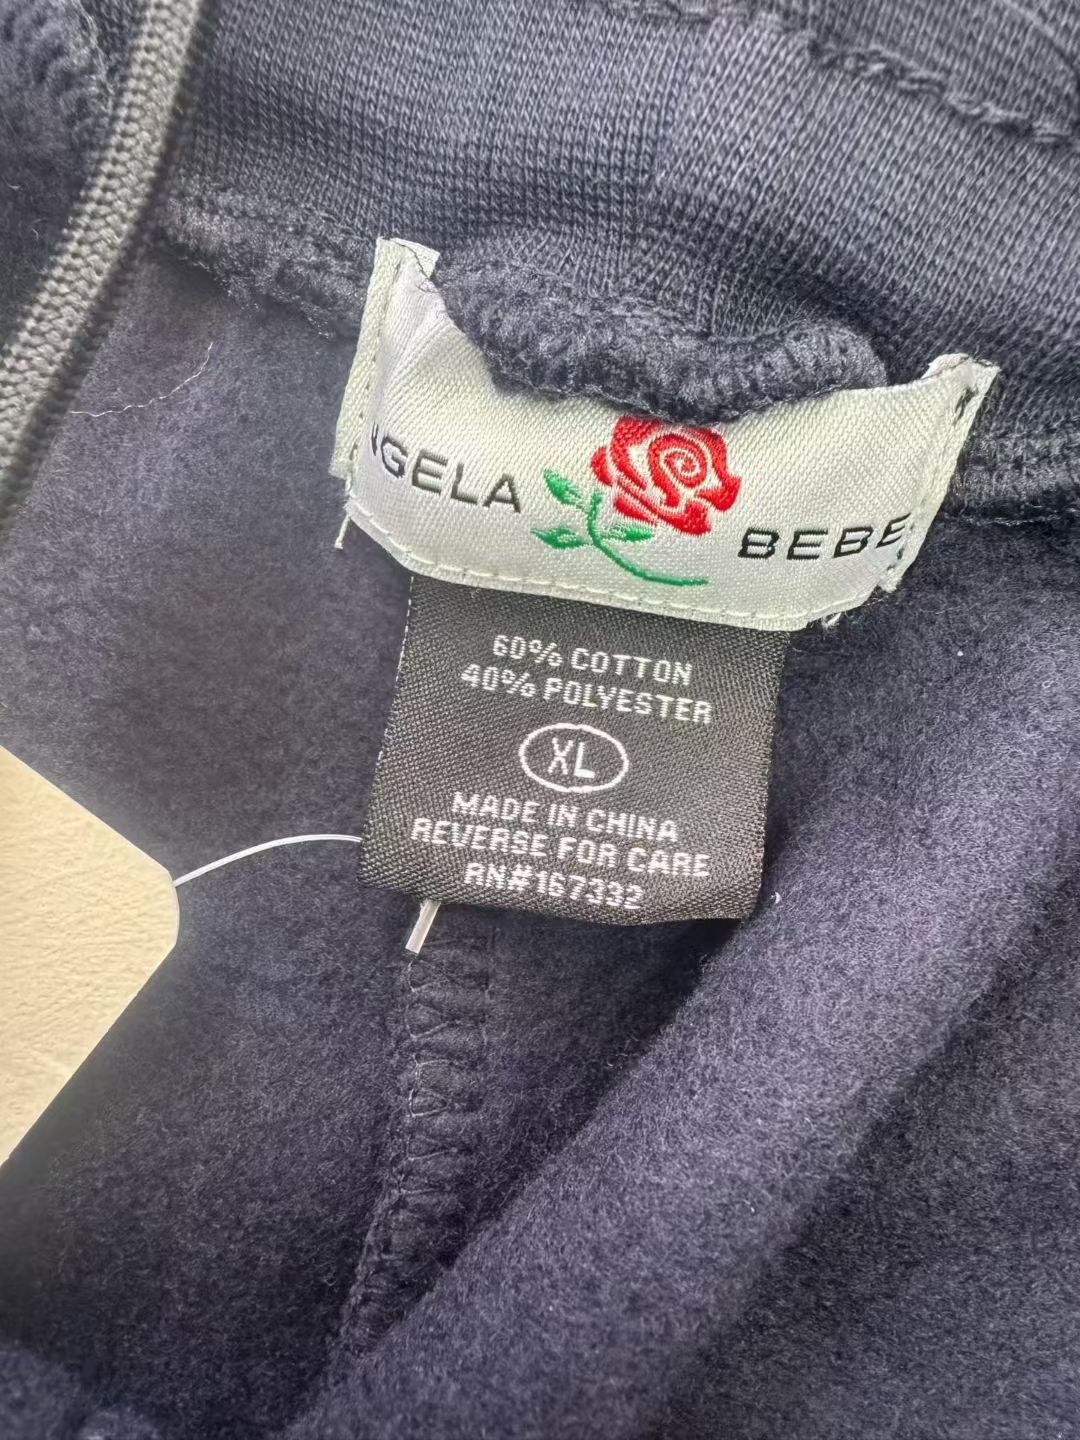 NGELA BEBE
60% COTTON
40% POLYESTER
XL
MADE IN CHINA
REVERSE FOR CARE
RN#167332